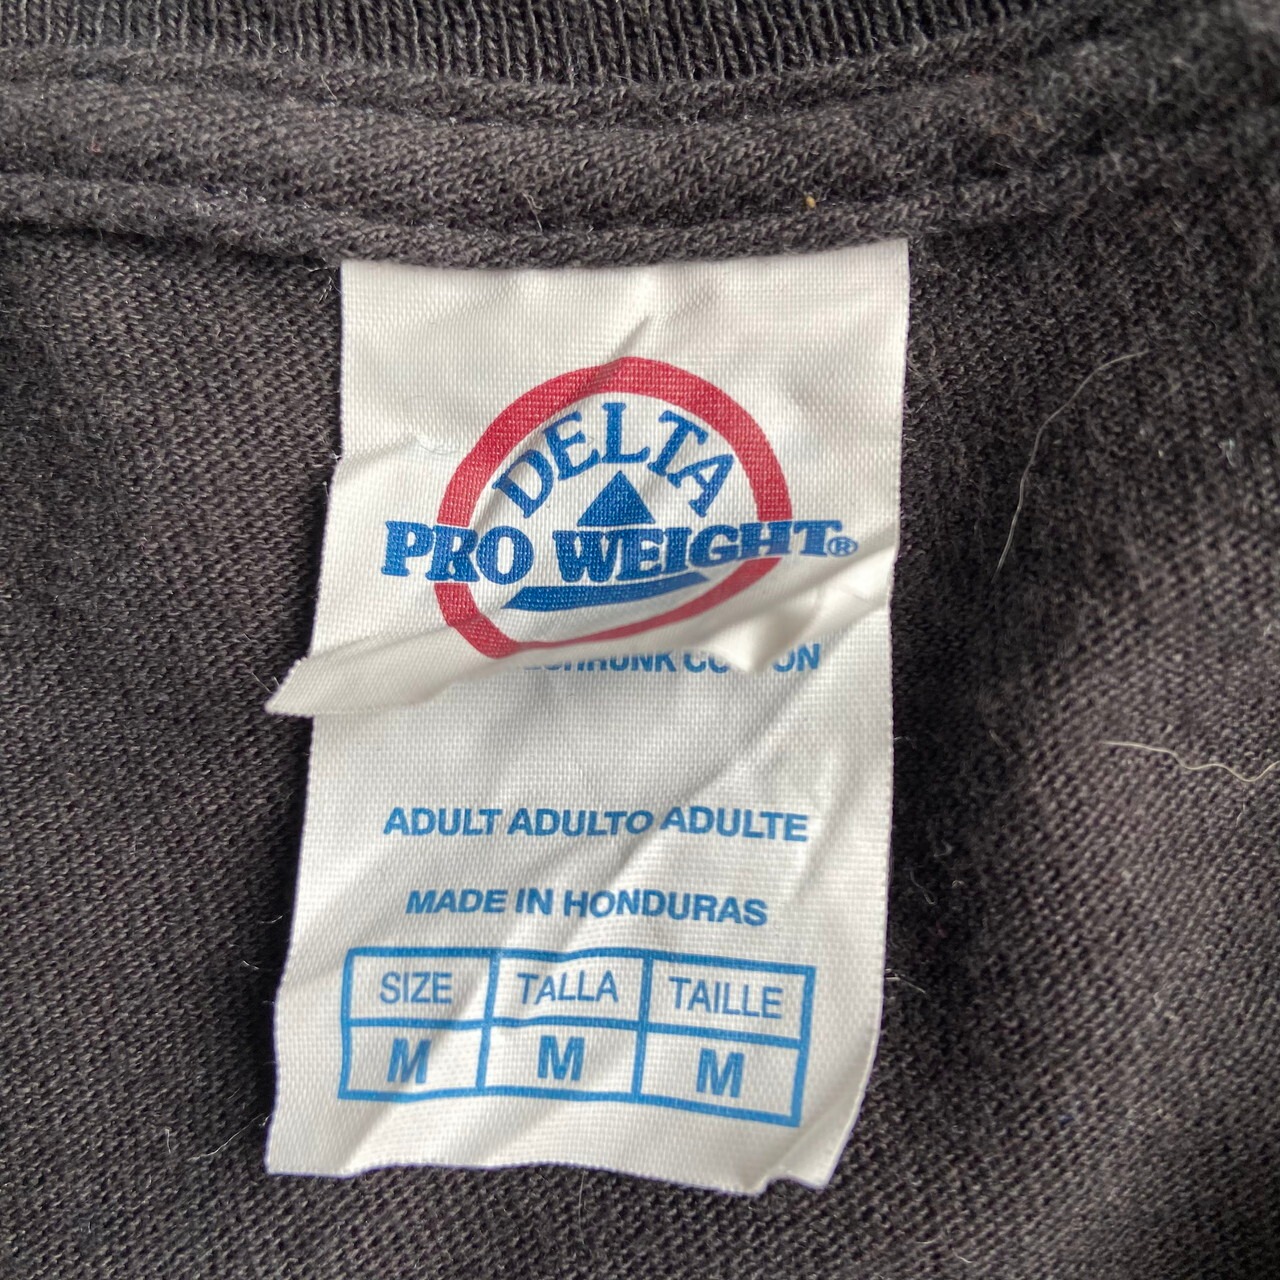 DELTA
PRO WEIGHT®
ADULT ADULTO ADULTE
MADE IN HONDURAS
SIZE TALLA TAILLE
M M M